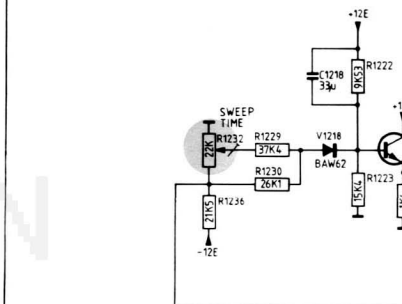 +12E
C1218
33µ
R1222
9K53
SWEEP
TIME
R1232
22K
R1229
37K4
V1218
BAW62
R1230
26K1
R1223
15K4
R1236
21K5
-12E